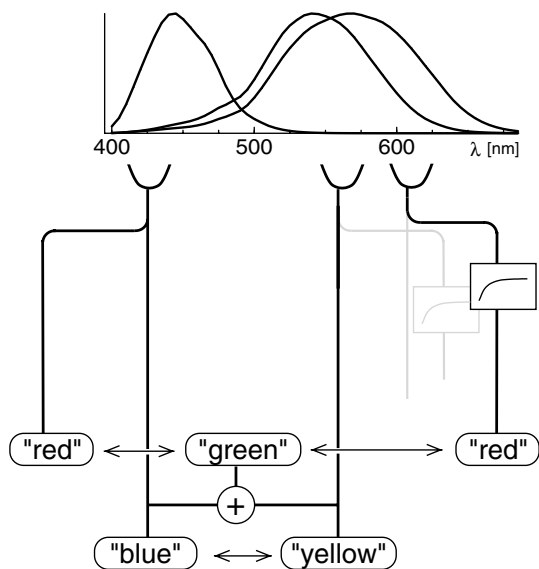 400 500 600 λ [nm]
"red" "green" "red"
+
"blue" "yellow"